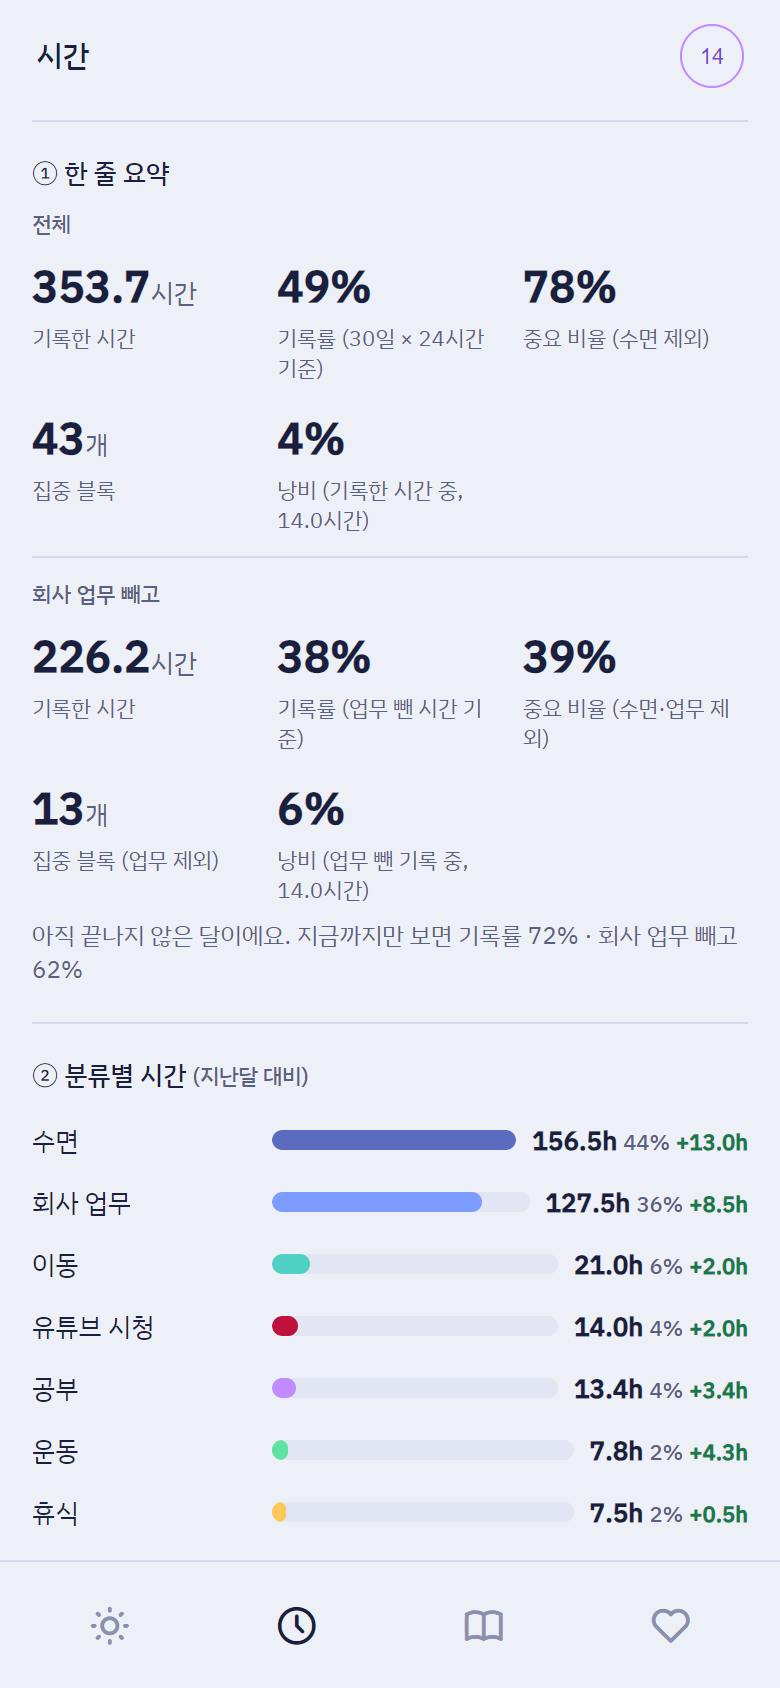 시간
14
① 한 줄 요약
전체
353.7시간
49%
78%
기록한 시간
기록률 (30일 × 24시간
기준)
중요 비율 (수면 제외)
43개
4%
집중 블록
낭비 (기록한 시간 중,
14.0시간)
회사 업무 빼고
226.2시간
38%
39%
기록한 시간
기록률 (업무 뺀 시간 기
준)
중요 비율 (수면·업무 제
외)
13개
6%
집중 블록 (업무 제외)
낭비 (업무 뺀 기록 중,
14.0시간)
아직 끝나지 않은 달이에요. 지금까지만 보면 기록률 72% · 회사 업무 빼고
62%
② 분류별 시간 (지난달 대비)
수면 156.5h 44% +13.0h
회사 업무 127.5h 36% +8.5h
이동 21.0h 6% +2.0h
유튜브 시청 14.0h 4% +2.0h
공부 13.4h 4% +3.4h
운동 7.8h 2% +4.3h
휴식 7.5h 2% +0.5h